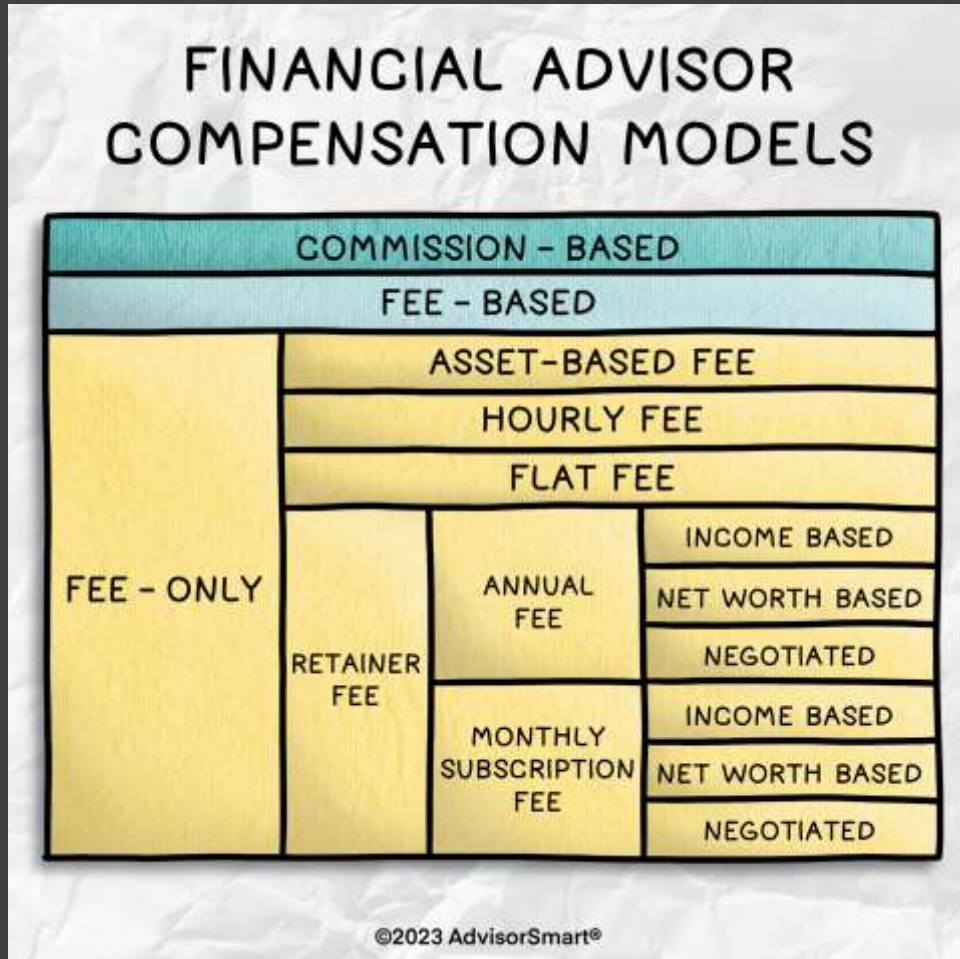 FINANCIAL ADVISOR
COMPENSATION MODELS
COMMISSION - BASED
FEE - BASED
FEE - ONLY
ASSET-BASED FEE
HOURLY FEE
FLAT FEE
RETAINER
FEE
ANNUAL
FEE
INCOME BASED
NET WORTH BASED
NEGOTIATED
MONTHLY
SUBSCRIPTION
FEE
INCOME BASED
NET WORTH BASED
NEGOTIATED
©2023 AdvisorSmart®